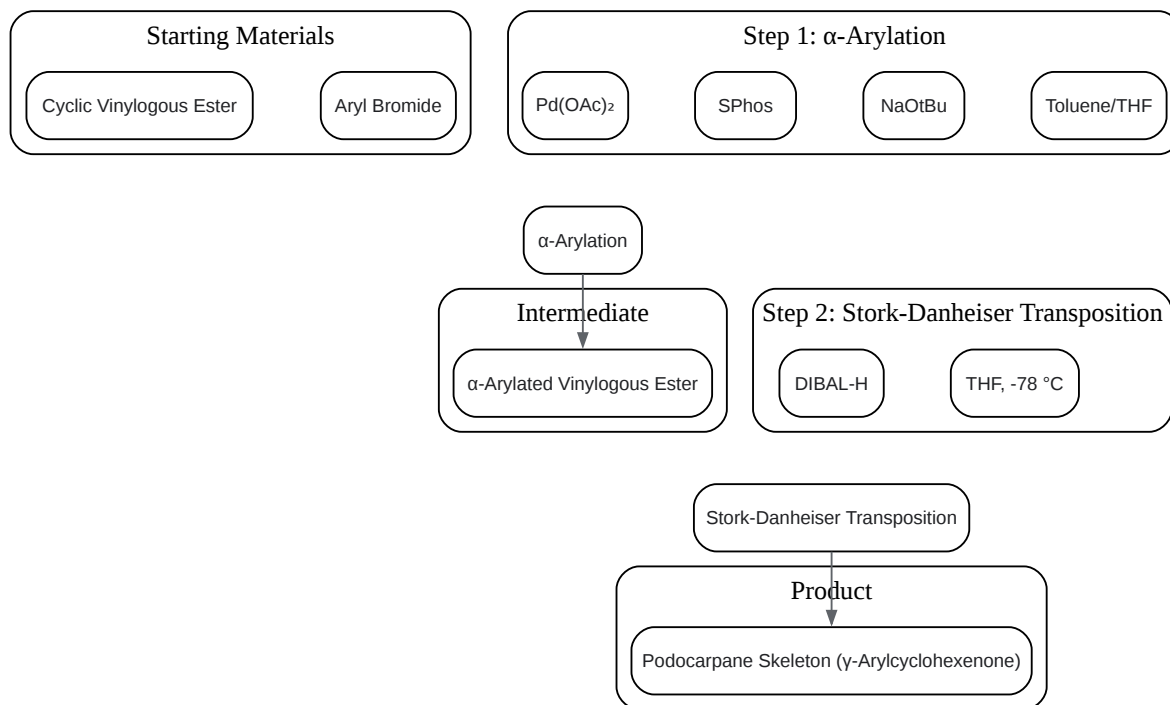 Starting Materials
Cyclic Vinylogous Ester
Aryl Bromide
Step 1: α-Arylation
Pd(OAc)₂
SPhos
NaOtBu
Toluene/THF
α-Arylation
Intermediate
α-Arylated Vinylogous Ester
Step 2: Stork-Danheiser Transposition
DIBAL-H
THF, -78 °C
Stork-Danheiser Transposition
Product
Podocarpane Skeleton (γ-Arylcyclohexenone)